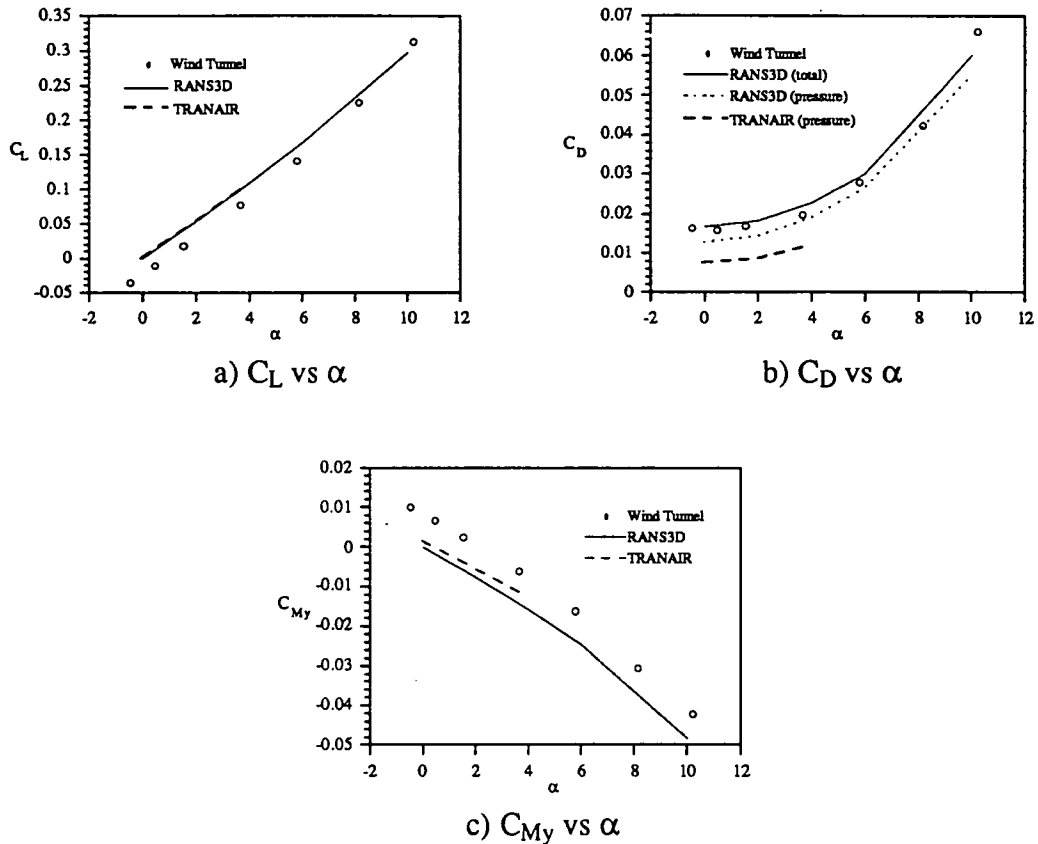 0.35
0.3
0.25
0.2
C_L
0.15
0.1
0.05
0
-0.05
-2 0 2 4 6 8 10 12
α
Wind Tunnel
RANS3D
TRANAIR
a) C_L vs α
0.07
0.06
0.05
0.04
C_D
0.03
0.02
0.01
0
-2 0 2 4 6 8 10 12
α
Wind Tunnel
RANS3D (total)
RANS3D (pressure)
TRANAIR (pressure)
b) C_D vs α
0.02
0.01
0
-0.01
C_My
-0.02
-0.03
-0.04
-0.05
-2 0 2 4 6 8 10 12
α
Wind Tunnel
RANS3D
TRANAIR
c) C_My vs α